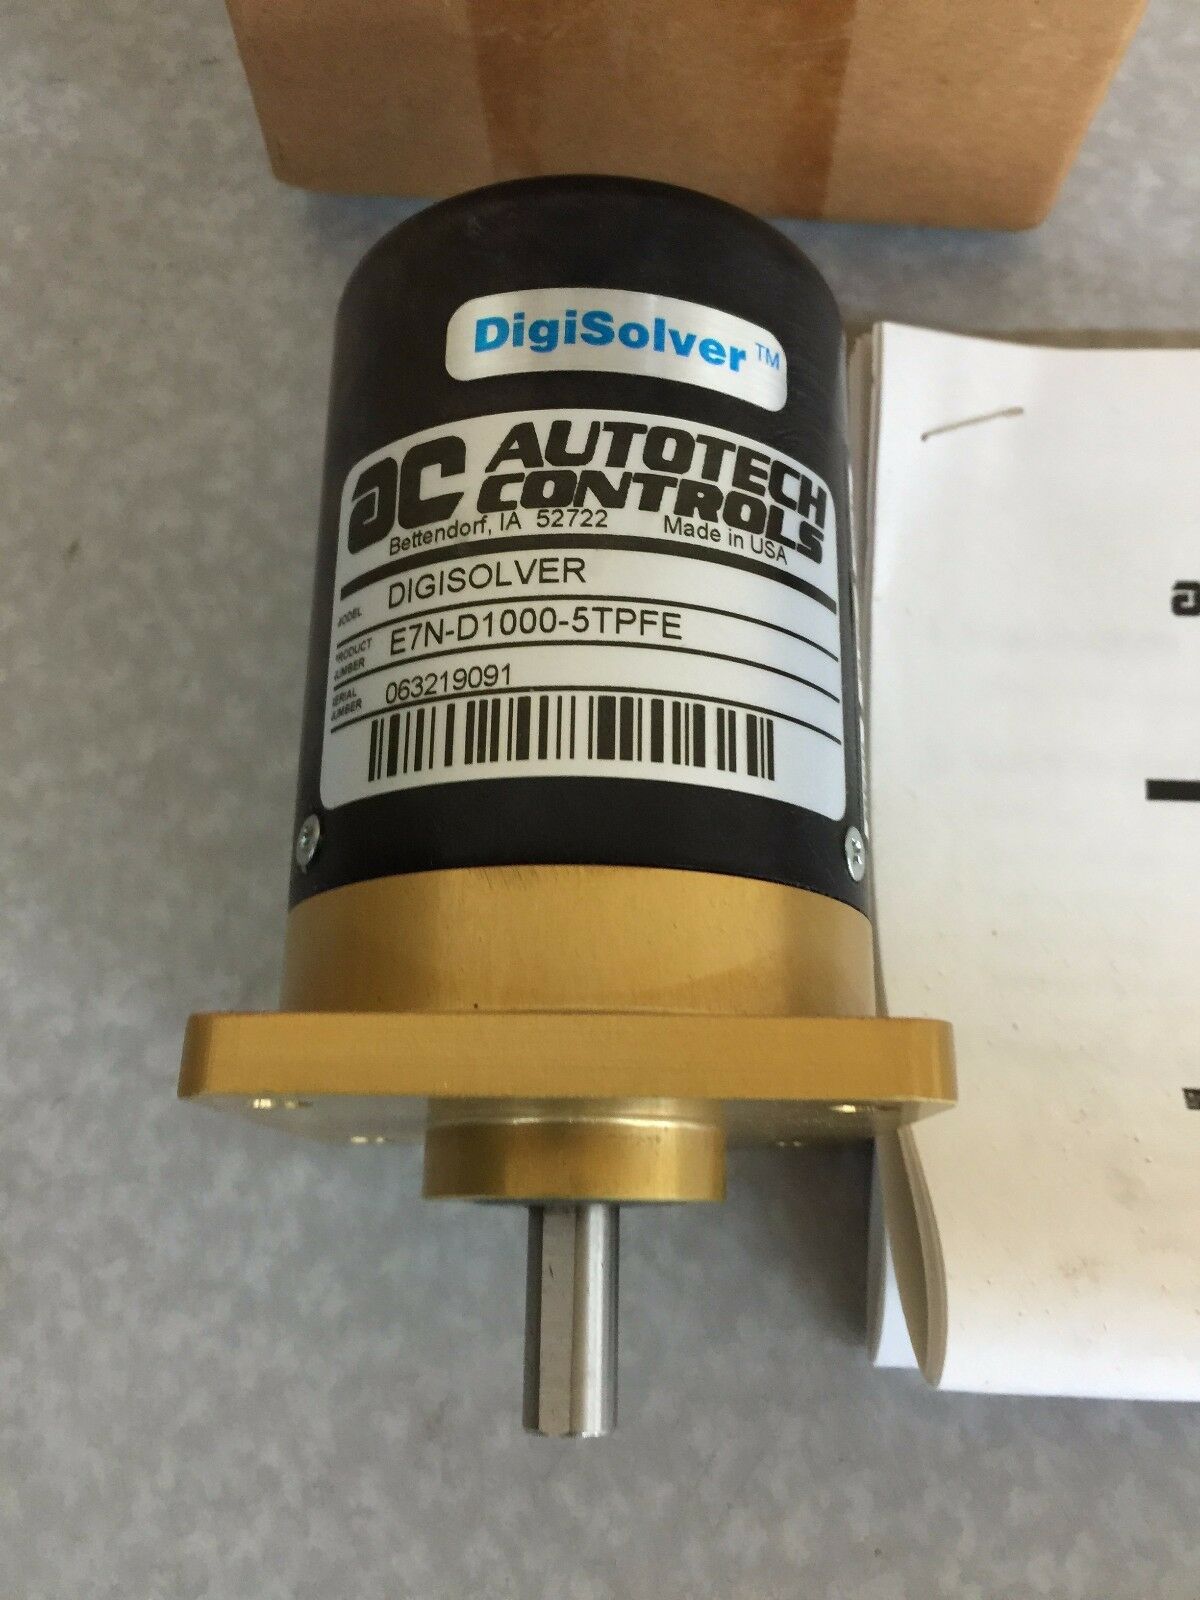 DigiSolver™
ac AUTOTECH
CONTROLS
Bettendorf, IA 52722 Made in USA
MODEL DIGISOLVER
PRODUCT NUMBER E7N-D1000-5TPFE
SERIAL NUMBER 063219091